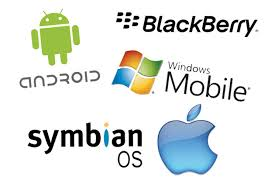 BlackBerry
ANDROID
Windows
Mobile
symbian
OS